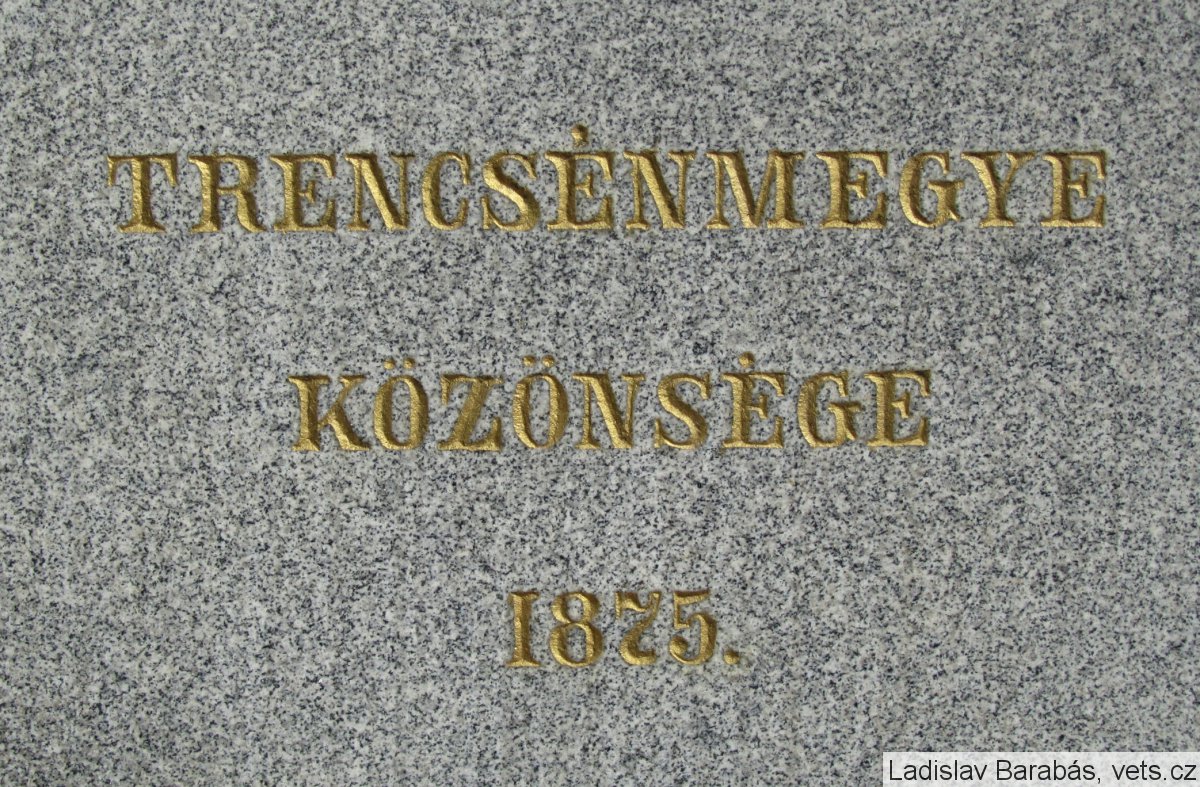 TRENCSÉNMEGYE
KÖZÖNSÉGE
1875.
Ladislav Barabás, vets.cz